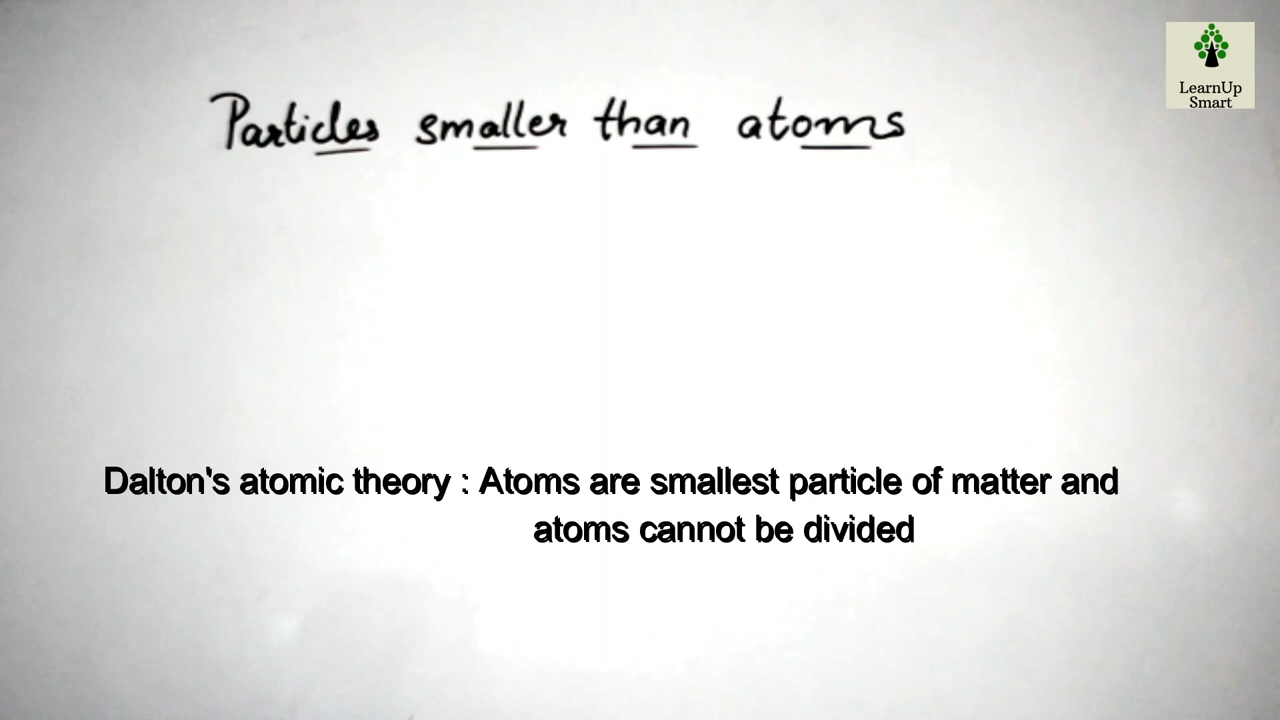 Particles smaller than atoms
LearnUp
Smart
Dalton's atomic theory : Atoms are smallest particle of matter and
atoms cannot be divided